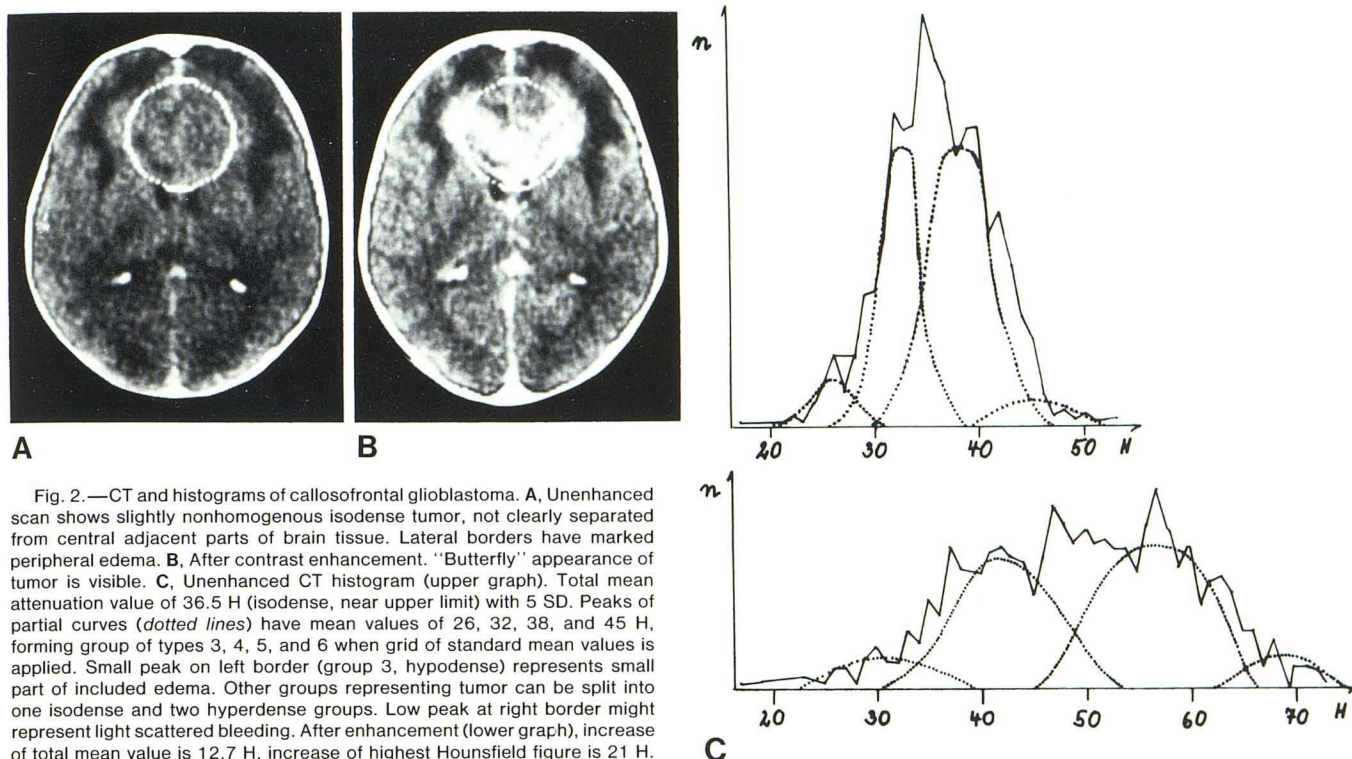 A
B
Fig. 2.—CT and histograms of callosofrontal glioblastoma. A, Unenhanced
scan shows slightly nonhomogenous isodense tumor, not clearly separated
from central adjacent parts of brain tissue. Lateral borders have marked
peripheral edema. B, After contrast enhancement. "Butterfly" appearance of
tumor is visible. C, Unenhanced CT histogram (upper graph). Total mean
attenuation value of 36.5 H (isodense, near upper limit) with 5 SD. Peaks of
partial curves (dotted lines) have mean values of 26, 32, 38, and 45 H,
forming group of types 3, 4, 5, and 6 when grid of standard mean values is
applied. Small peak on left border (group 3, hypodense) represents small
part of included edema. Other groups representing tumor can be split into
one isodense and two hyperdense groups. Low peak at right border might
represent light scattered bleeding. After enhancement (lower graph), increase
of total mean value is 12.7 H, increase of highest Hounsfield figure is 21 H.
n
20 30 40 50 H
n
20 30 40 50 60 70 H
C